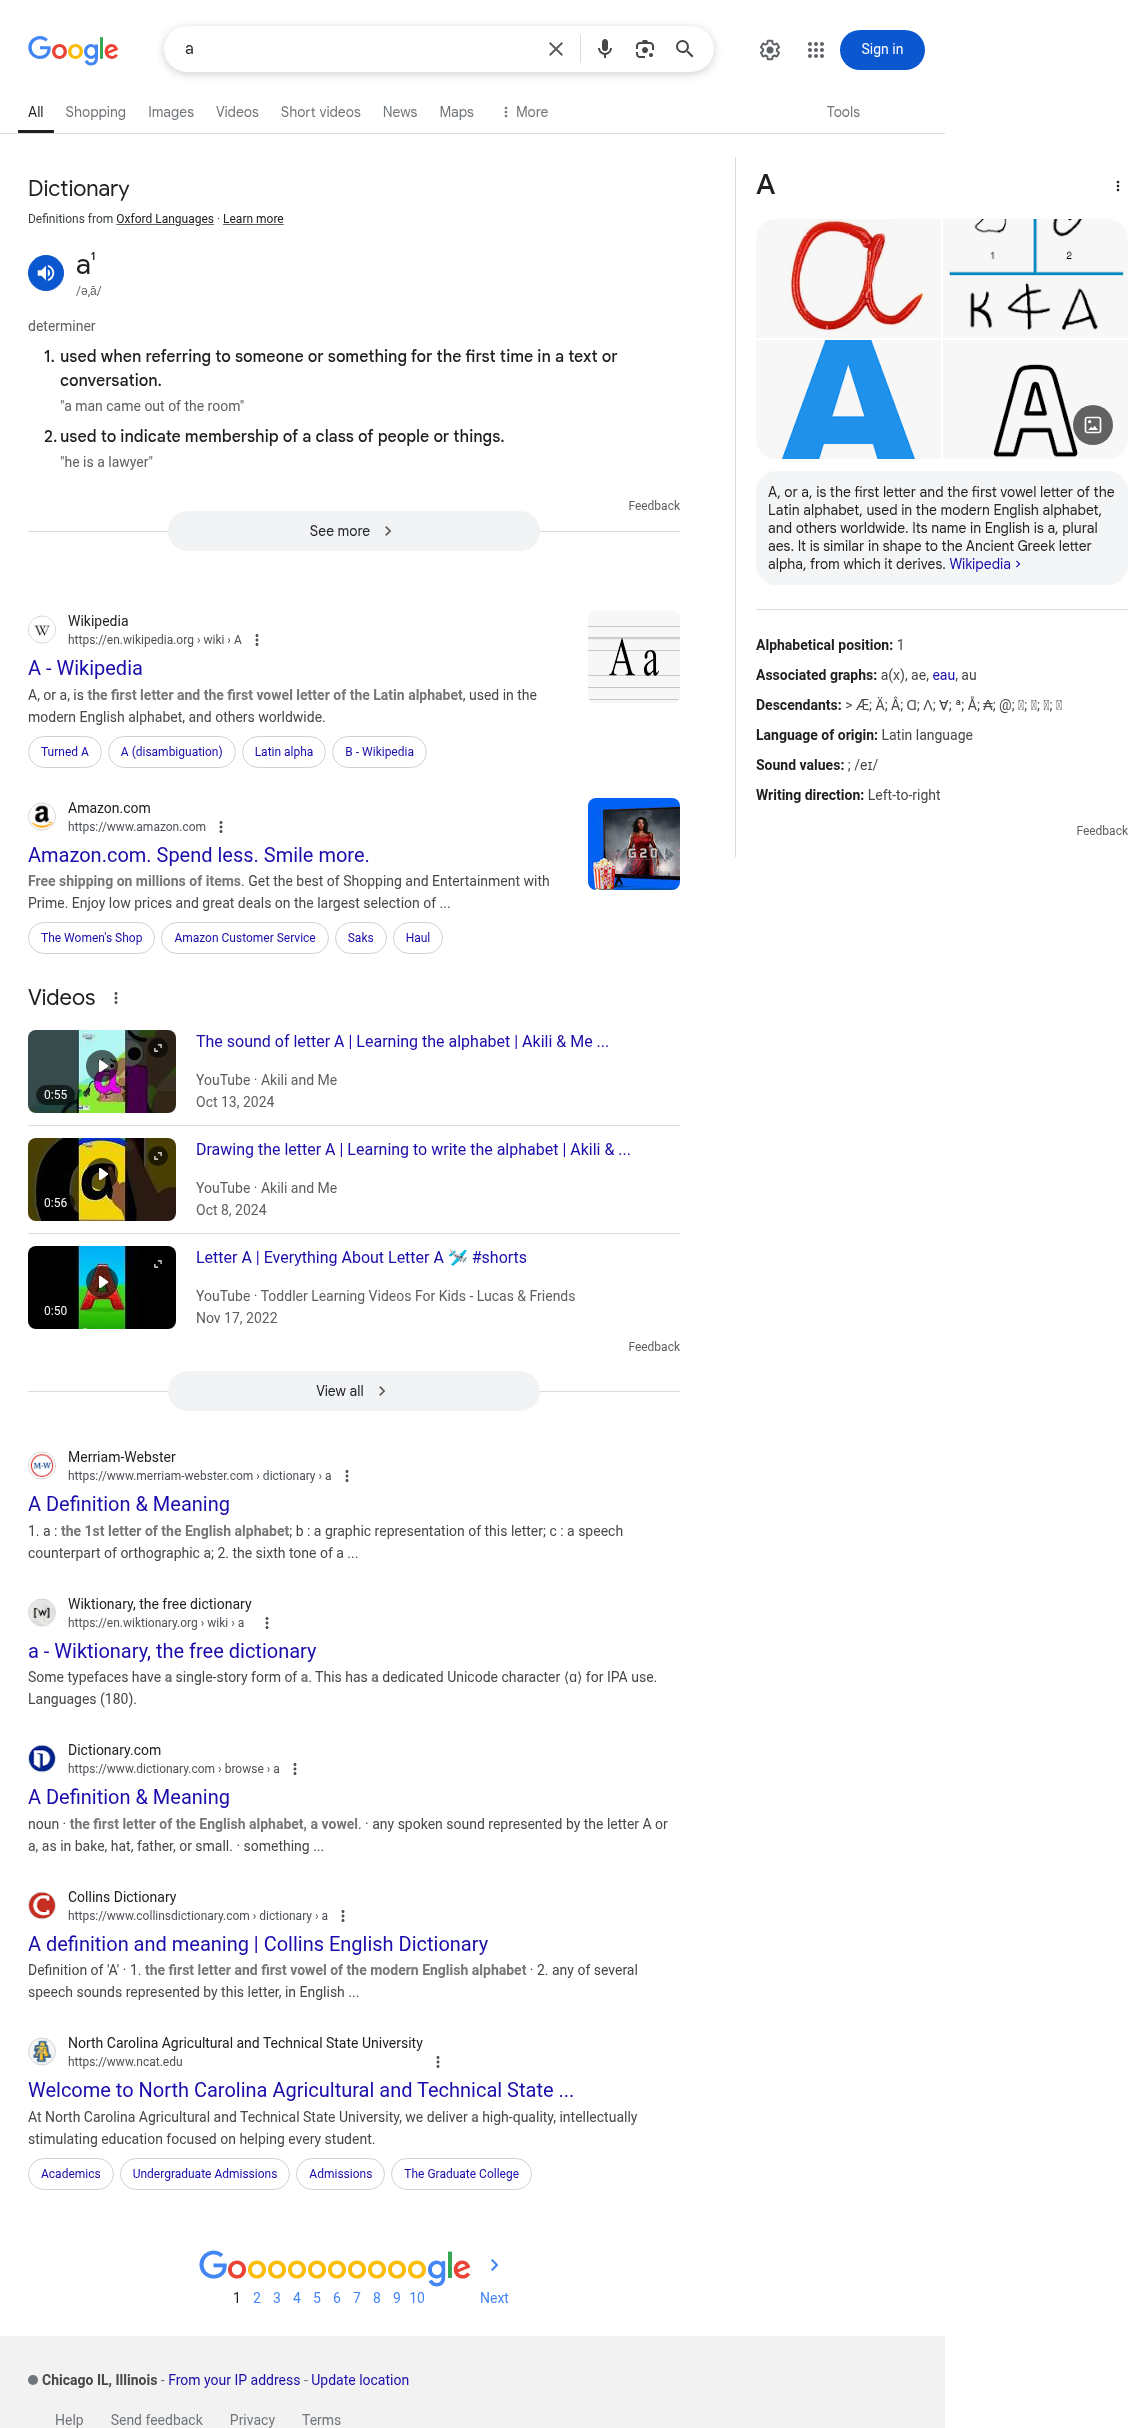 Google
a
Sign in
All
Shopping
Images
Videos
Short videos
News
Maps
More
Tools
Dictionary
Definitions from Oxford Languages · Learn more
a¹
/ə,ā/
determiner
1. used when referring to someone or something for the first time in a text or
conversation.
"a man came out of the room"
2. used to indicate membership of a class of people or things.
"he is a lawyer"
Feedback
See more
Wikipedia
https://en.wikipedia.org › wiki › A
A - Wikipedia
A, or a, is the first letter and the first vowel letter of the Latin alphabet, used in the
modern English alphabet, and others worldwide.
A a
Turned A
A (disambiguation)
Latin alpha
B - Wikipedia
Amazon.com
https://www.amazon.com
Amazon.com. Spend less. Smile more.
Free shipping on millions of items. Get the best of Shopping and Entertainment with
Prime. Enjoy low prices and great deals on the largest selection of ...
G20
The Women's Shop
Amazon Customer Service
Saks
Haul
Videos
The sound of letter A | Learning the alphabet | Akili & Me ...
YouTube · Akili and Me
Oct 13, 2024
0:55
Drawing the letter A | Learning to write the alphabet | Akili & ...
YouTube · Akili and Me
Oct 8, 2024
0:56
Letter A | Everything About Letter A 🛩️ #shorts
YouTube · Toddler Learning Videos For Kids - Lucas & Friends
Nov 17, 2022
0:50
Feedback
View all
Merriam-Webster
https://www.merriam-webster.com › dictionary › a
A Definition & Meaning
1. a : the 1st letter of the English alphabet; b : a graphic representation of this letter; c : a speech
counterpart of orthographic a; 2. the sixth tone of a ...
Wiktionary, the free dictionary
https://en.wiktionary.org › wiki › a
a - Wiktionary, the free dictionary
Some typefaces have a single-story form of a. This has a dedicated Unicode character ⟨ɑ⟩ for IPA use.
Languages (180).
Dictionary.com
https://www.dictionary.com › browse › a
A Definition & Meaning
noun · the first letter of the English alphabet, a vowel. · any spoken sound represented by the letter A or
a, as in bake, hat, father, or small. · something ...
Collins Dictionary
https://www.collinsdictionary.com › dictionary › a
A definition and meaning | Collins English Dictionary
Definition of 'A' · 1. the first letter and first vowel of the modern English alphabet · 2. any of several
speech sounds represented by this letter, in English ...
North Carolina Agricultural and Technical State University
https://www.ncat.edu
Welcome to North Carolina Agricultural and Technical State ...
At North Carolina Agricultural and Technical State University, we deliver a high-quality, intellectually
stimulating education focused on helping every student.
Academics
Undergraduate Admissions
Admissions
The Graduate College
Goooooooooogle
1 2 3 4 5 6 7 8 9 10 Next
Chicago IL, Illinois - From your IP address - Update location
Help
Send feedback
Privacy
Terms
A
a
1
2
A
A
A, or a, is the first letter and the first vowel letter of the
Latin alphabet, used in the modern English alphabet,
and others worldwide. Its name in English is a, plural
aes. It is similar in shape to the Ancient Greek letter
alpha, from which it derives. Wikipedia ›
Alphabetical position: 1
Associated graphs: a(x), ae, eau, au
Descendants: > Æ; Ä; Â; Ɑ; Ʌ; Ɐ; ª; Å; ₳; @;
Language of origin: Latin language
Sound values: ; /eɪ/
Writing direction: Left-to-right
Feedback